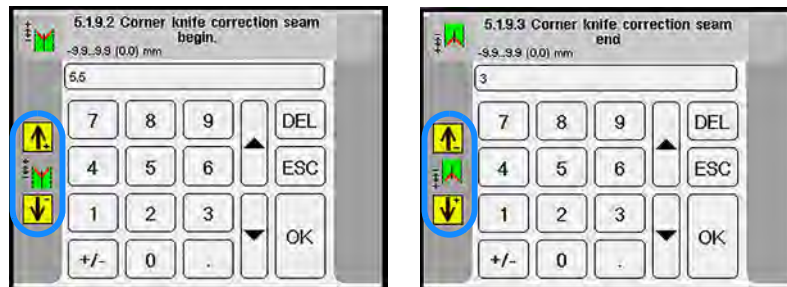 5.1.9.2 Corner knife correction seam
begin.
-9.9..9.9 (0.0) mm
5.5
7 8 9 DEL
4 5 6 ESC
1 2 3
OK
+/- 0 .
+
-
5.1.9.3 Corner knife correction seam
end
-9.9..9.9 (0.0) mm
3
7 8 9 DEL
4 5 6 ESC
1 2 3
OK
+/- 0 .
-
+